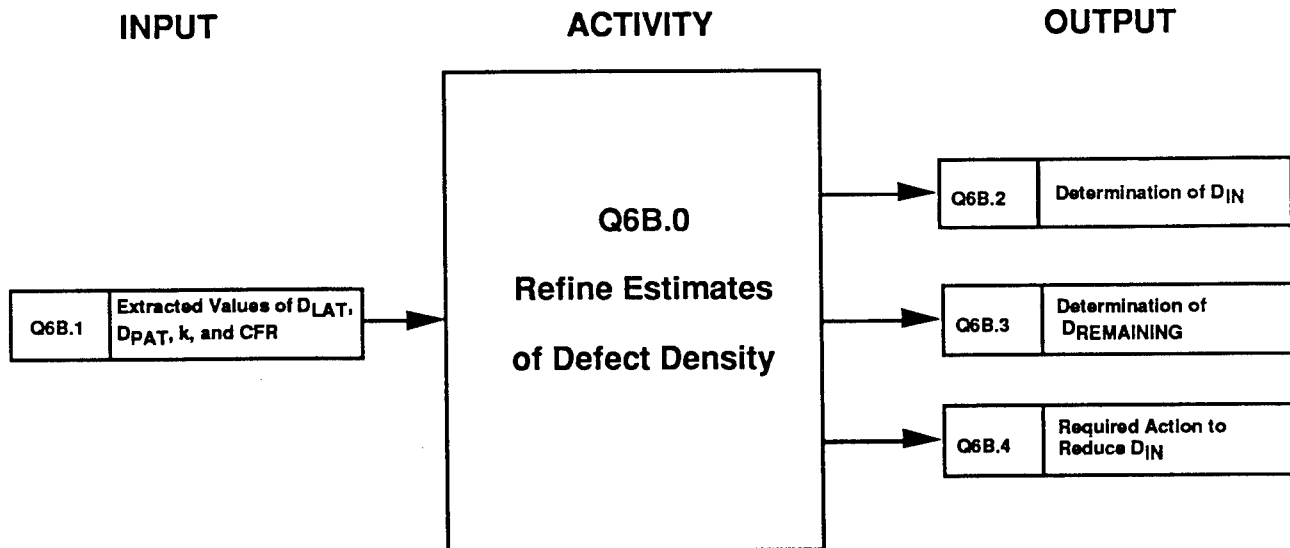 INPUT
ACTIVITY
OUTPUT
Q6B.1
Extracted Values of DLAT,
DPAT, k, and CFR
Q6B.0
Refine Estimates
of Defect Density
Q6B.2
Determination of DIN
Q6B.3
Determination of
DREMAINING
Q6B.4
Required Action to
Reduce DIN